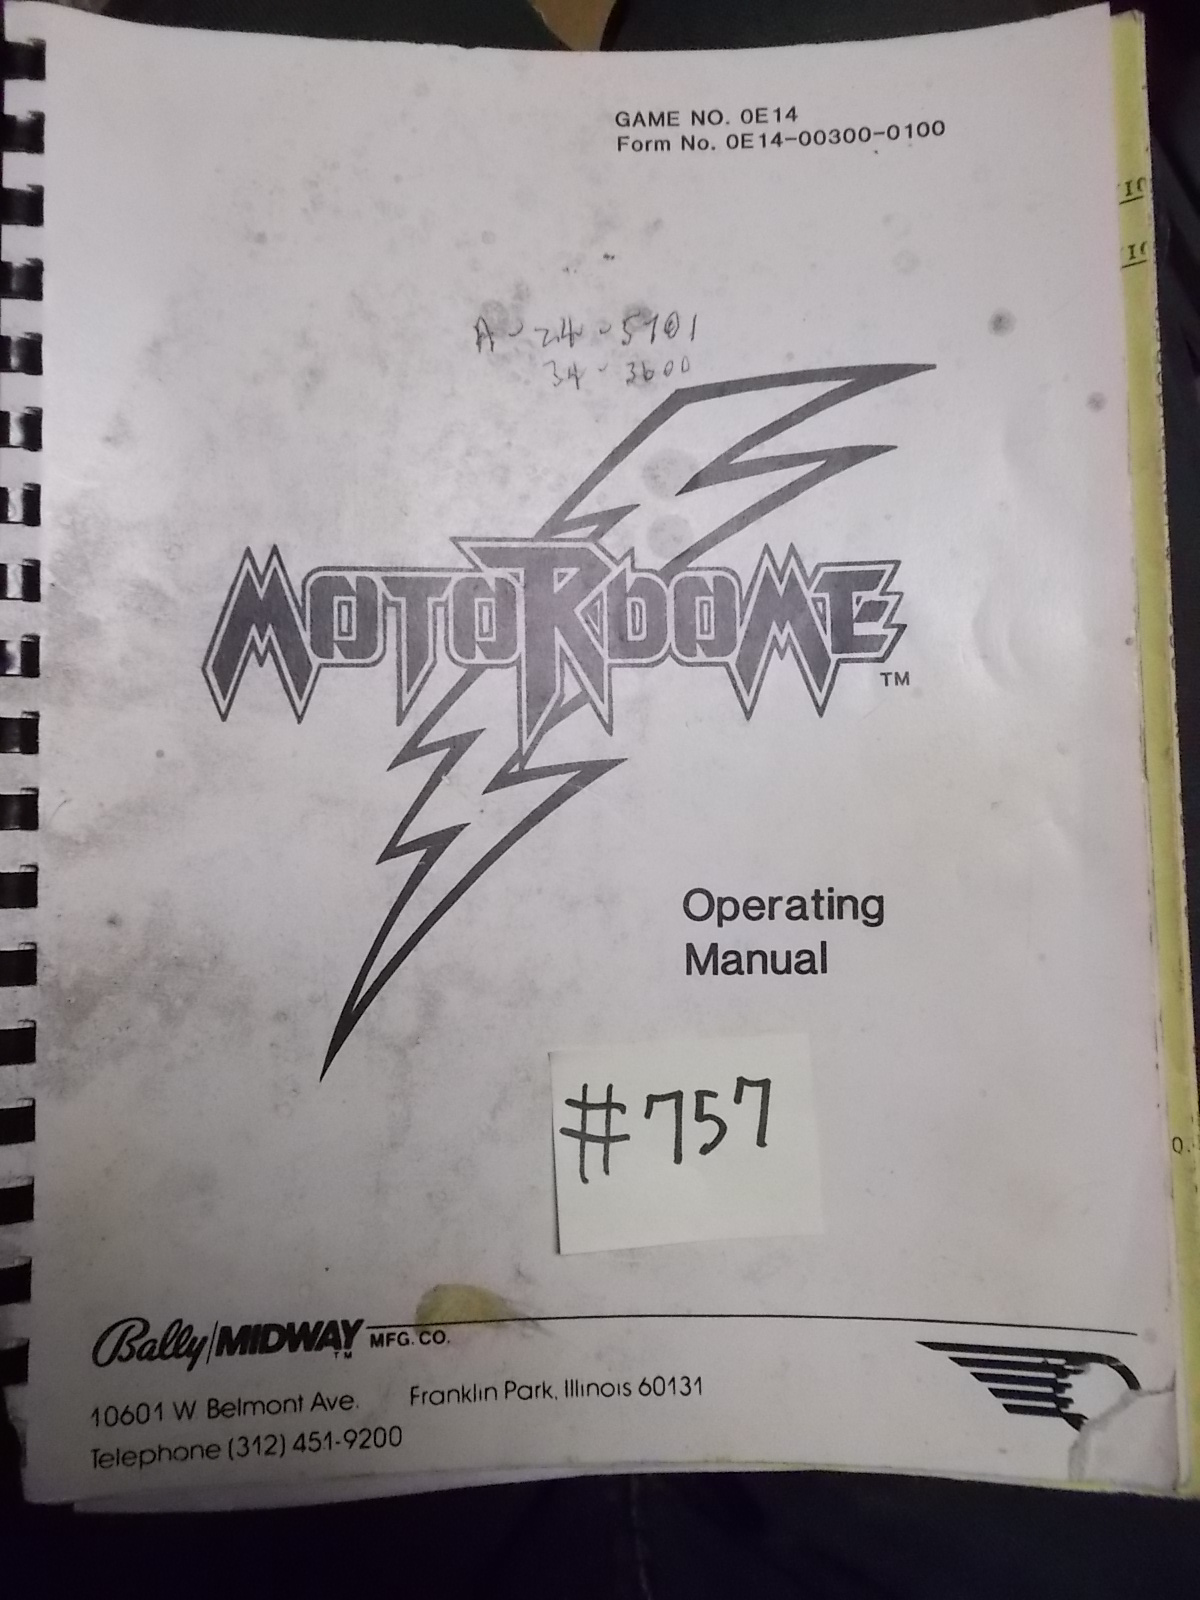 GAME NO. 0E14
Form No. 0E14-00300-0100
A-24-5701
34-3600
MOTORDOME
TM
Operating
Manual
#757
Bally/MIDWAY MFG. CO.
TM
10601 W Belmont Ave. Franklin Park, Illinois 60131
Telephone (312) 451-9200